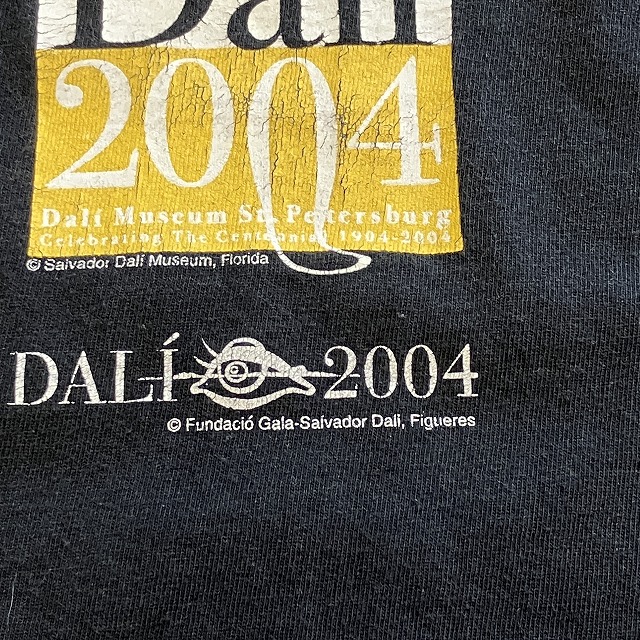 Dalí
2004
Dalí Museum St. Petersburg
Celebrating The Centennial 1904-2004
© Salvador Dalí Museum, Florida
DALÍ 2004
© Fundació Gala-Salvador Dalí, Figueres